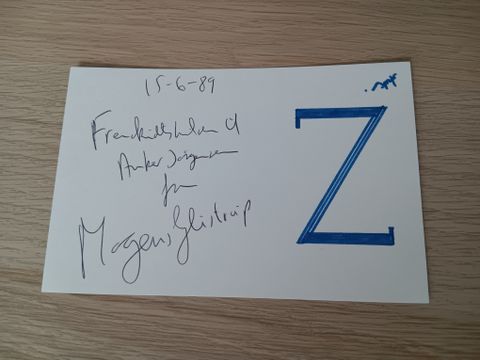 15-6-89
Anker Jørgensen
fra
Mogens Glistrup
Z